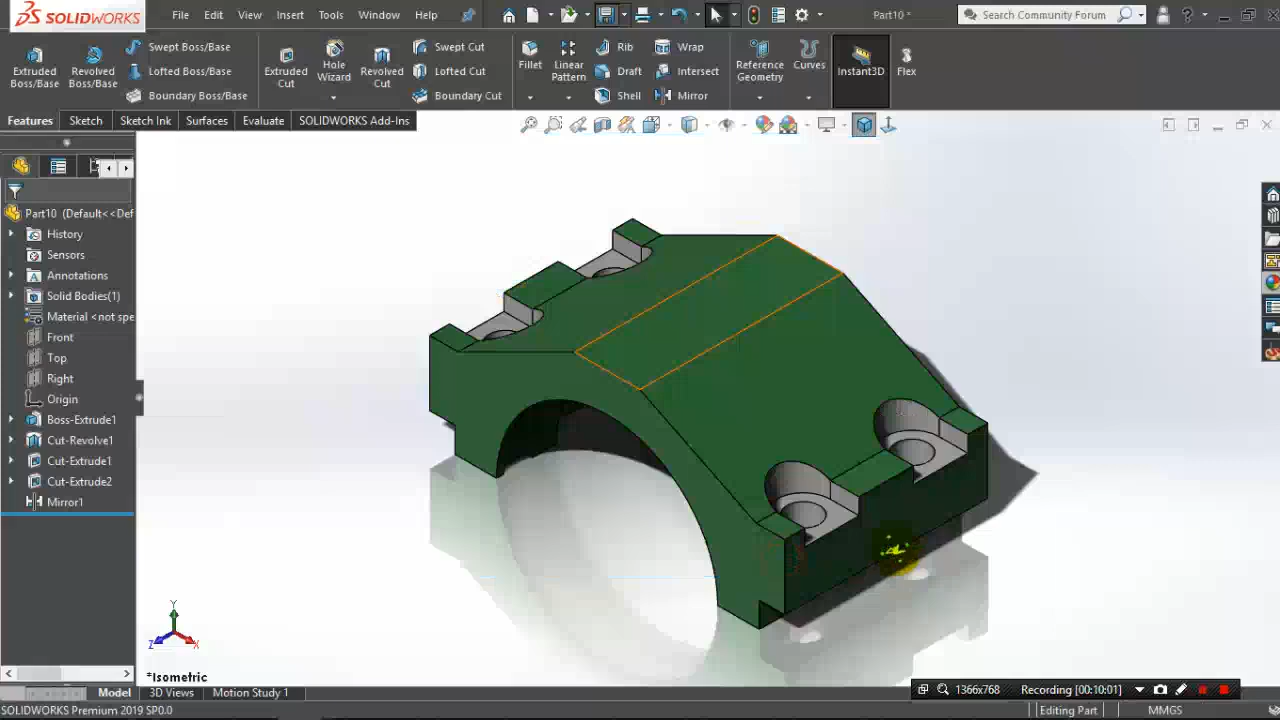 SOLIDWORKS
File Edit View Insert Tools Window Help
Part10 *
Search Community Forum
Extruded Boss/Base
Revolved Boss/Base
Swept Boss/Base
Lofted Boss/Base
Boundary Boss/Base
Extruded Cut
Hole Wizard
Revolved Cut
Swept Cut
Lofted Cut
Boundary Cut
Fillet
Linear Pattern
Rib
Draft
Shell
Wrap
Intersect
Mirror
Reference Geometry
Curves
Instant3D
Flex
Features Sketch Sketch Ink Surfaces Evaluate SOLIDWORKS Add-Ins
Part10 (Default<<Def
History
Sensors
Annotations
Solid Bodies(1)
Material <not spe
Front
Top
Right
Origin
Boss-Extrude1
Cut-Revolve1
Cut-Extrude1
Cut-Extrude2
Mirror1
Y
Z X
*Isometric
1366x768 Recording [00:10:01]
Model 3D Views Motion Study 1
SOLIDWORKS Premium 2019 SP0.0 Editing Part MMGS